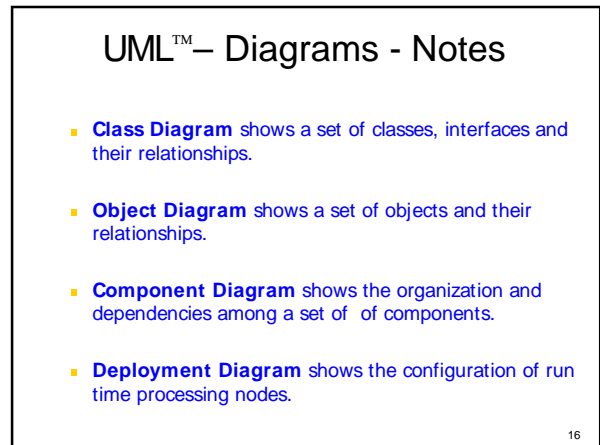 UML™– Diagrams - Notes
Class Diagram shows a set of classes, interfaces and
their relationships.
Object Diagram shows a set of objects and their
relationships.
Component Diagram shows the organization and
dependencies among a set of of components.
Deployment Diagram shows the configuration of run
time processing nodes.
16